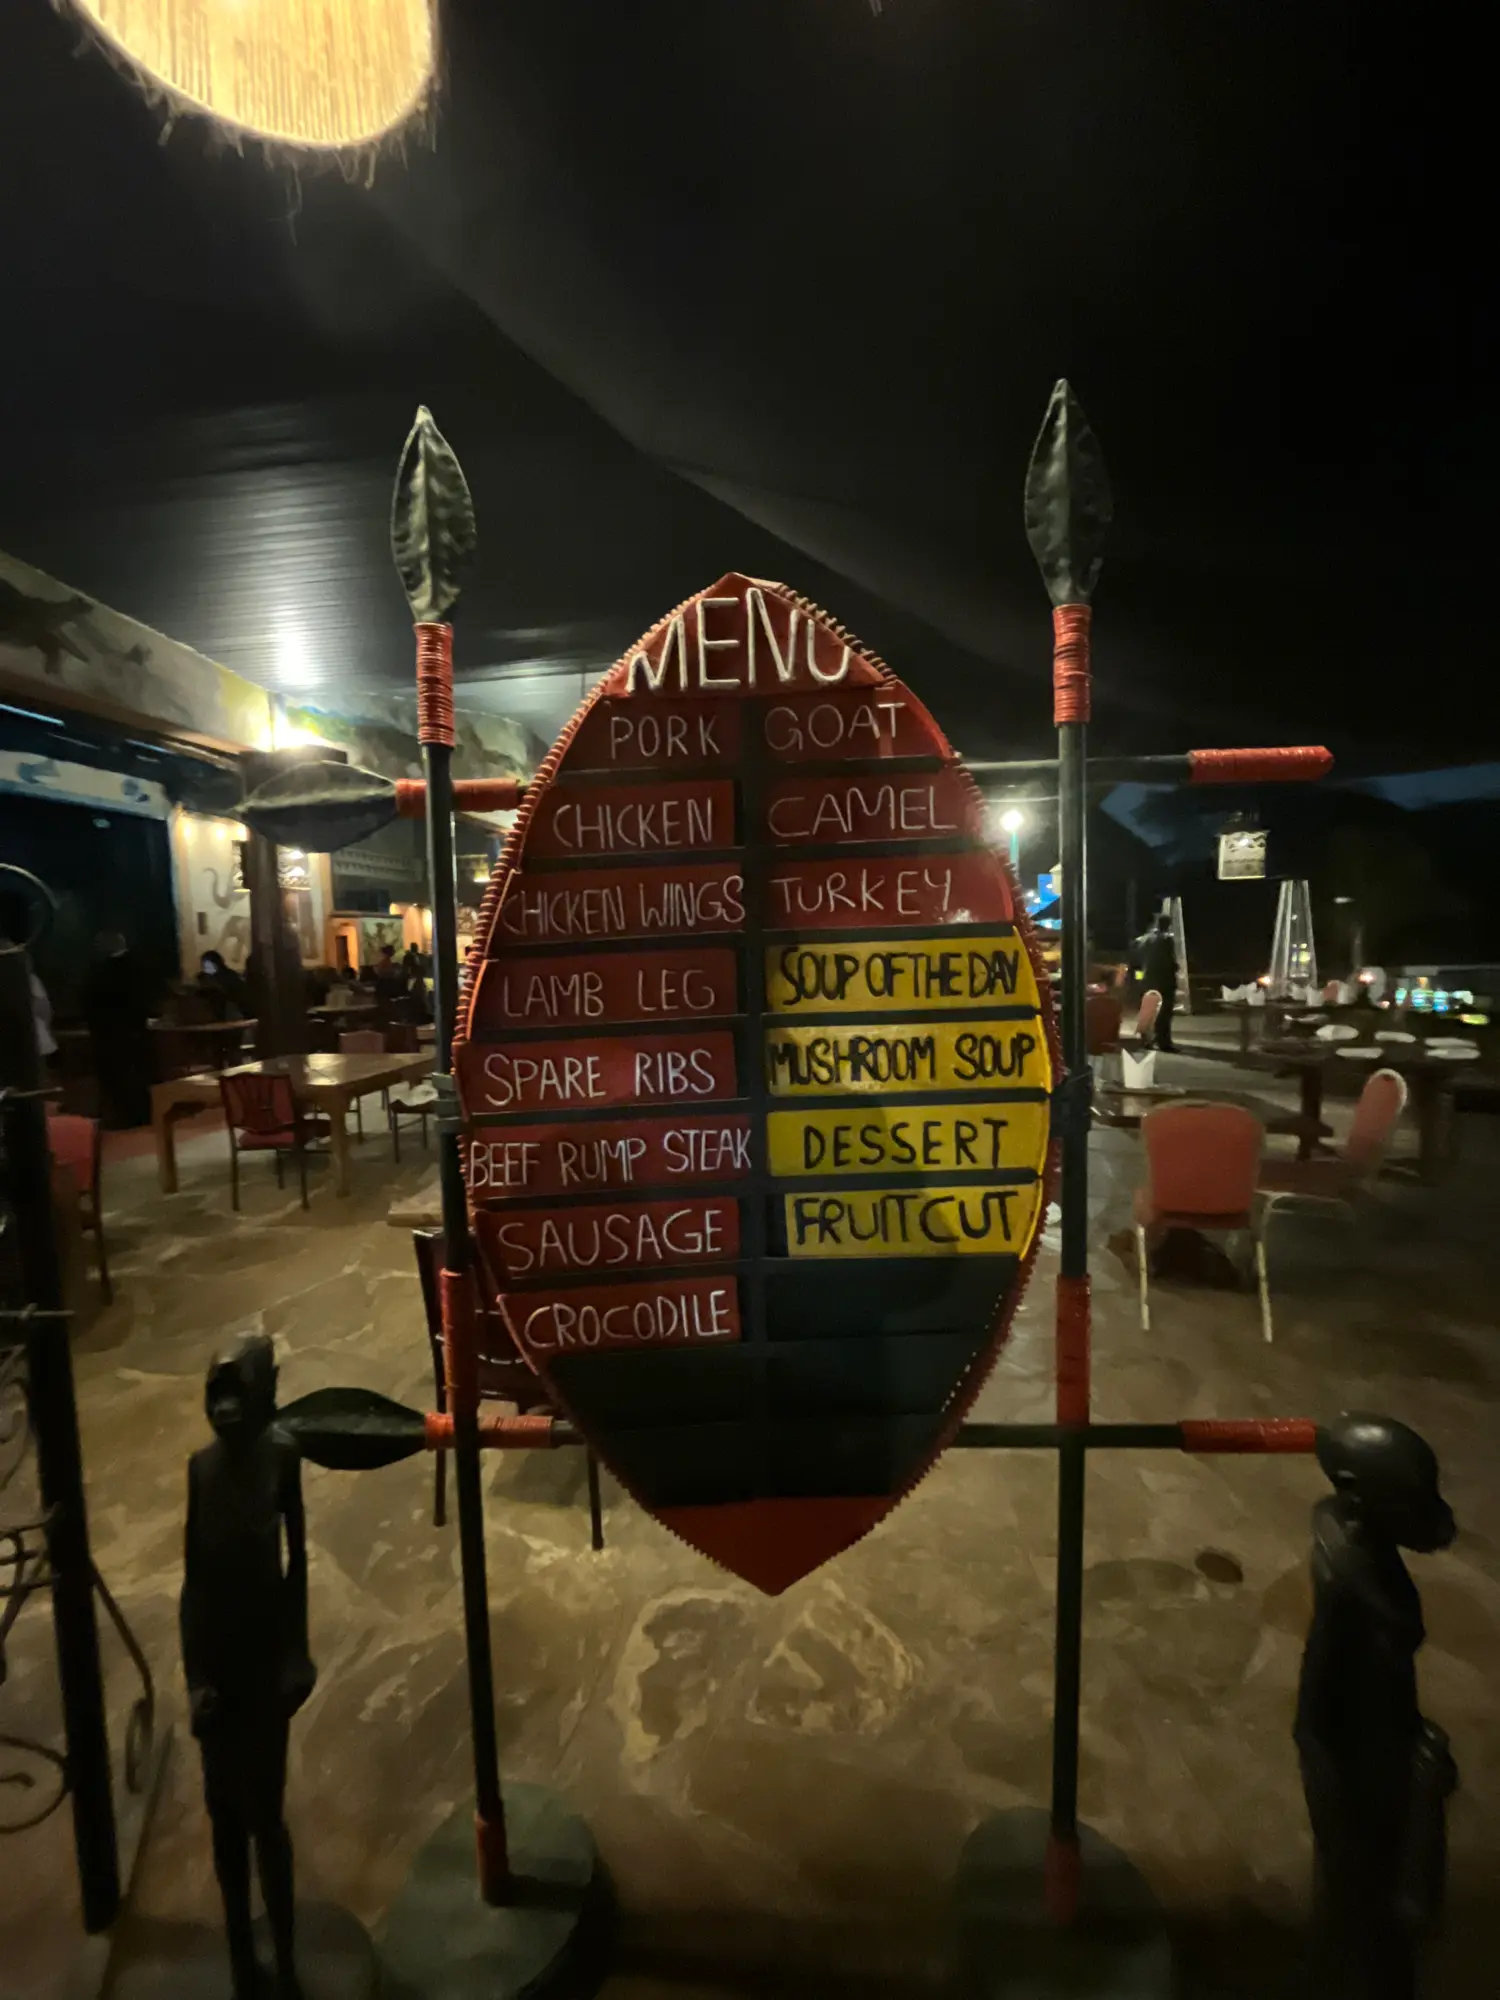 MENU
PORK
CHICKEN
CHICKEN WINGS
LAMB LEG
SPARE RIBS
BEEF RUMP STEAK
SAUSAGE
CROCODILE
GOAT
CAMEL
TURKEY
SOUP OF THE DAY
MUSHROOM SOUP
DESSERT
FRUIT CUT